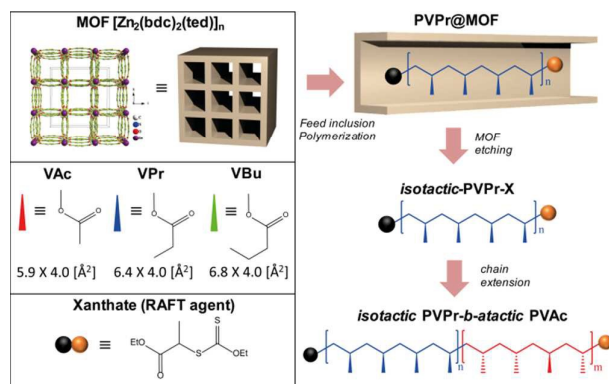 MOF [Zn₂(bdc)₂(ted)]ₙ
≡
PVPr@MOF
n
Feed inclusion
Polymerization
MOF
etching
VAc
VPr
VBu
≡
≡
≡
O
O
O
O
O
O
5.9 X 4.0 [Å²]
6.4 X 4.0 [Å²]
6.8 X 4.0 [Å²]
isotactic-PVPr-X
n
chain
extension
Xanthate (RAFT agent)
≡
EtO
O
S
S
OEt
isotactic PVPr-b-atactic PVAc
n
m